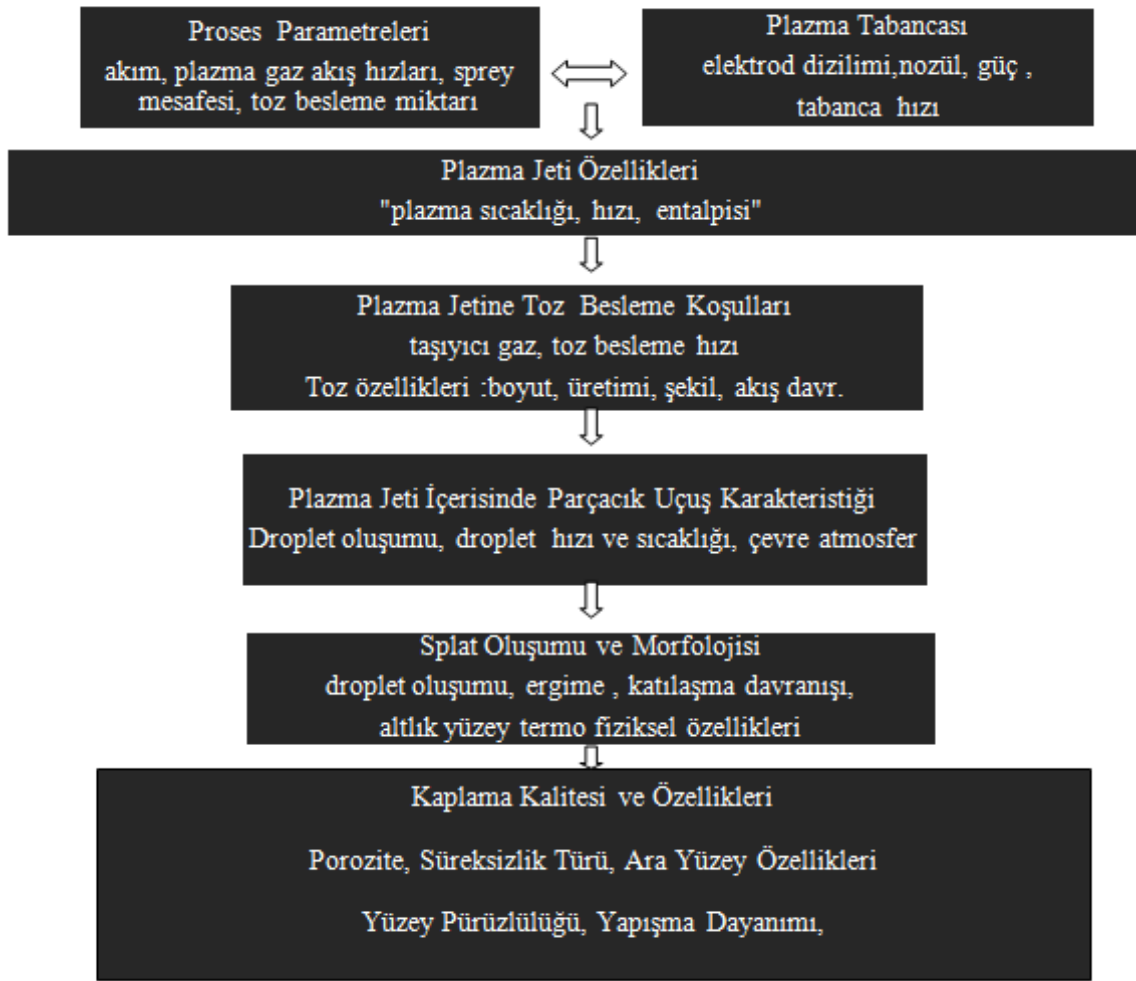 Proses Parametreleri
akım, plazma gaz akış hızları, sprey
mesafesi, toz besleme miktarı
Plazma Tabancası
elektrod dizilimi,nozül, güç ,
tabanca hızı
Plazma Jeti Özellikleri
"plazma sıcaklığı, hızı, entalpisi"
Plazma Jetine Toz Besleme Koşulları
taşıyıcı gaz, toz besleme hızı
Toz özellikleri :boyut, üretimi, şekil, akış davr.
Plazma Jeti İçerisinde Parçacık Uçuş Karakteristiği
Droplet oluşumu, droplet hızı ve sıcaklığı, çevre atmosfer
Splat Oluşumu ve Morfolojisi
droplet oluşumu, ergime , katılaşma davranışı,
altlık yüzey termo fiziksel özellikleri
Kaplama Kalitesi ve Özellikleri
Porozite, Süreksizlik Türü, Ara Yüzey Özellikleri
Yüzey Pürüzlülüğü, Yapışma Dayanımı,